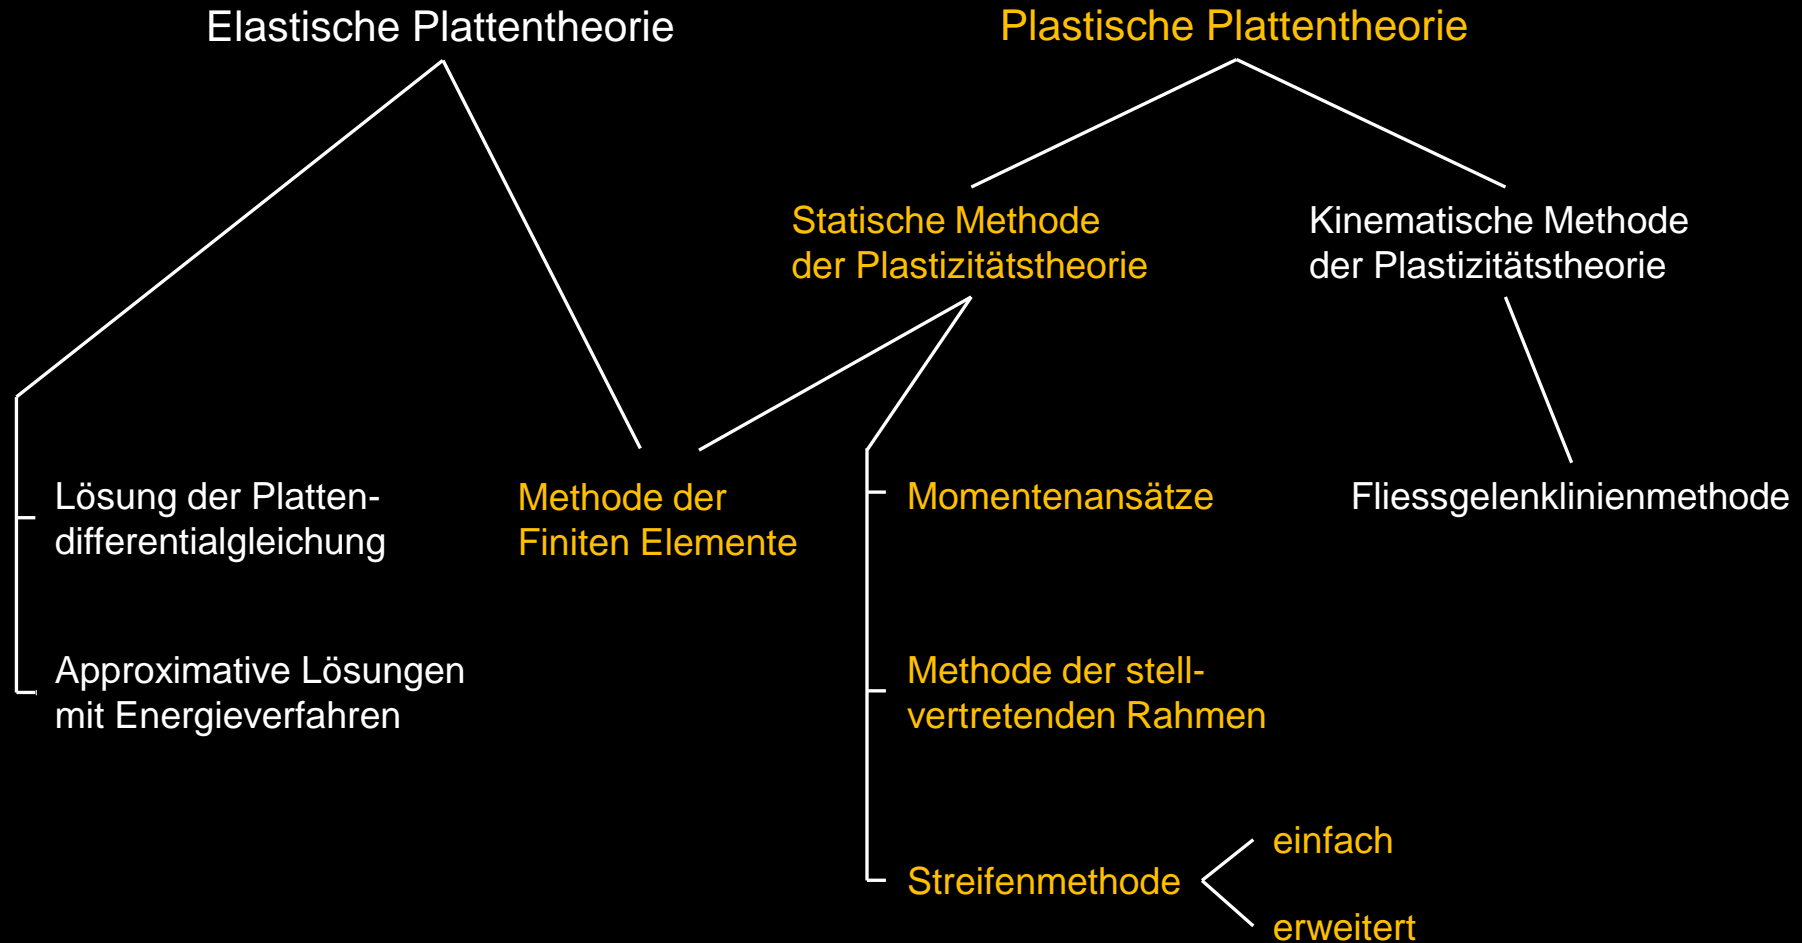 Elastische Plattentheorie
Plastische Plattentheorie
Statische Methode
der Plastizitätstheorie
Kinematische Methode
der Plastizitätstheorie
Lösung der Platten-
differentialgleichung
Methode der
Finiten Elemente
Momentenansätze
Fliessgelenklinienmethode
Approximative Lösungen
mit Energieverfahren
Methode der stell-
vertretenden Rahmen
Streifenmethode
einfach
erweitert